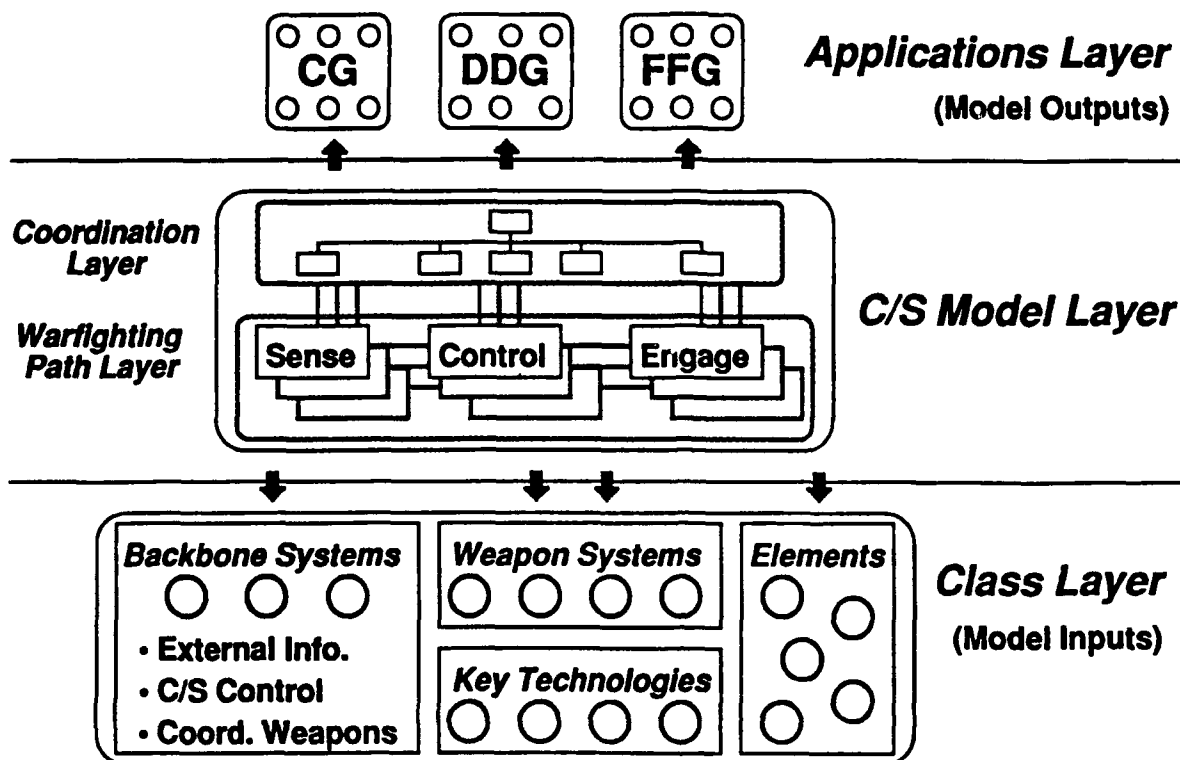 CG
DDG
FFG
Applications Layer
(Model Outputs)
Coordination
Layer
Warfighting
Path Layer
Sense
Control
Engage
C/S Model Layer
Backbone Systems
• External Info.
• C/S Control
• Coord. Weapons
Weapon Systems
Key Technologies
Elements
Class Layer
(Model Inputs)